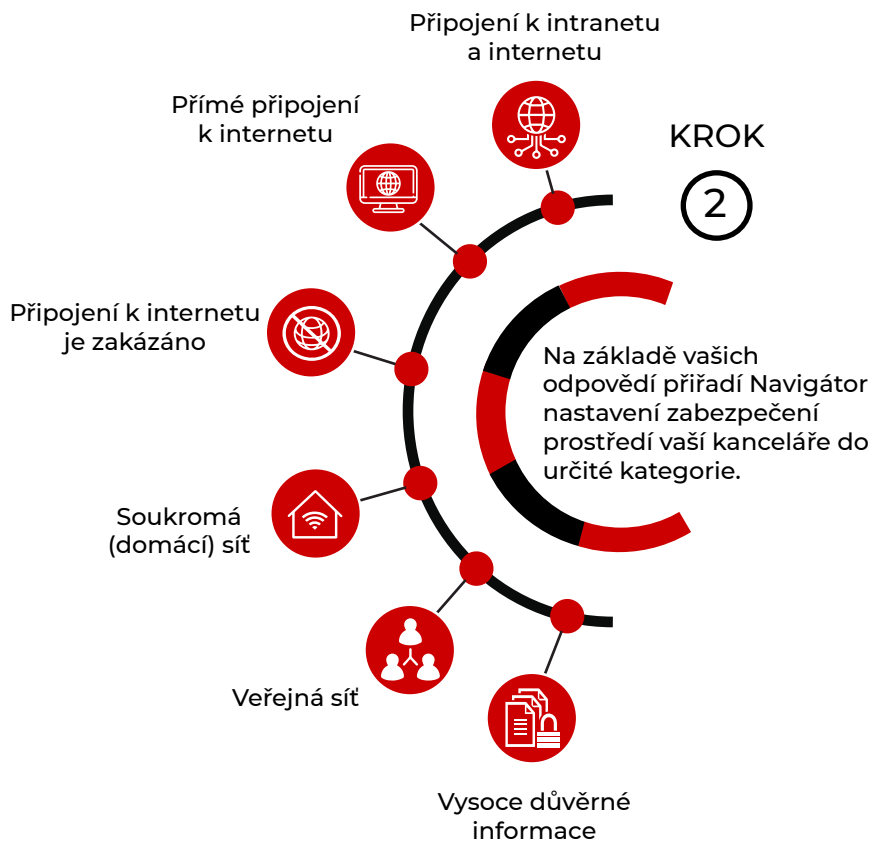 Připojení k intranetu
a internetu
Přímé připojení
k internetu
KROK
2
Připojení k internetu
je zakázáno
Na základě vašich
odpovědí přiřadí Navigátor
nastavení zabezpečení
prostředí vaší kanceláře do
určité kategorie.
Soukromá
(domácí) síť
Veřejná síť
Vysoce důvěrné
informace